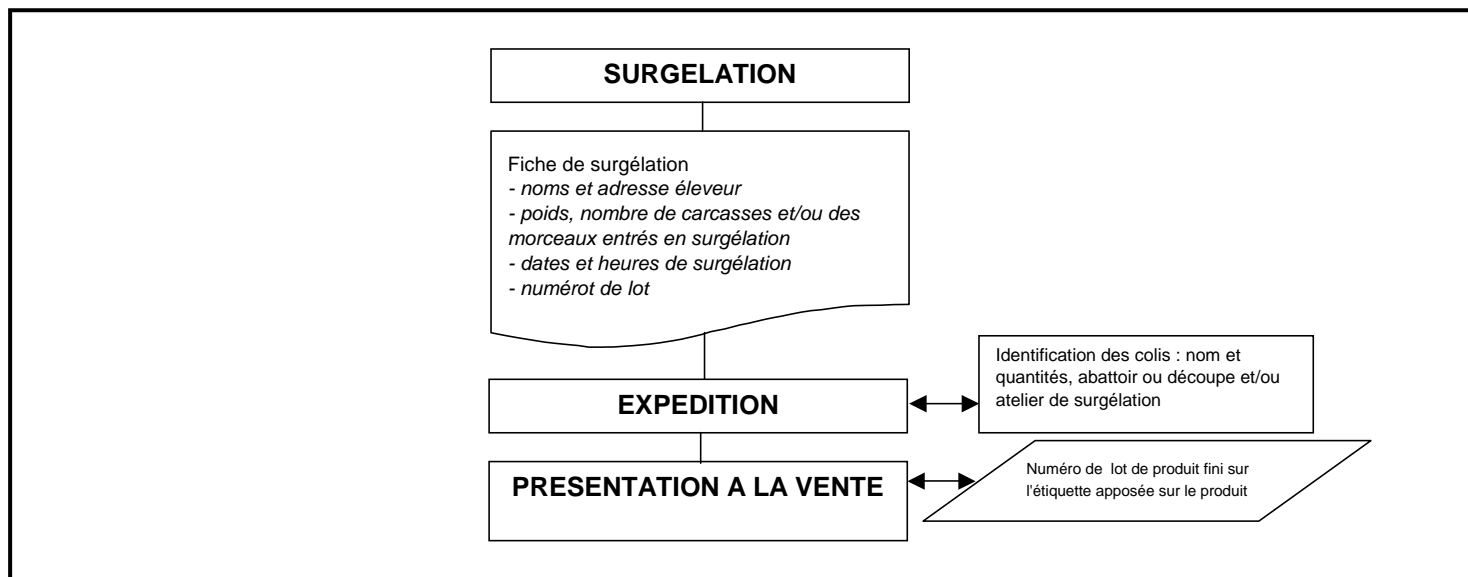 SURGELATION
Fiche de surgélation
- noms et adresse éleveur
- poids, nombre de carcasses et/ou des
morceaux entrés en surgélation
- dates et heures de surgélation
- numérot de lot
EXPEDITION
Identification des colis : nom et
quantités, abattoir ou découpe et/ou
atelier de surgélation
PRESENTATION A LA VENTE
Numéro de lot de produit fini sur
l'étiquette apposée sur le produit